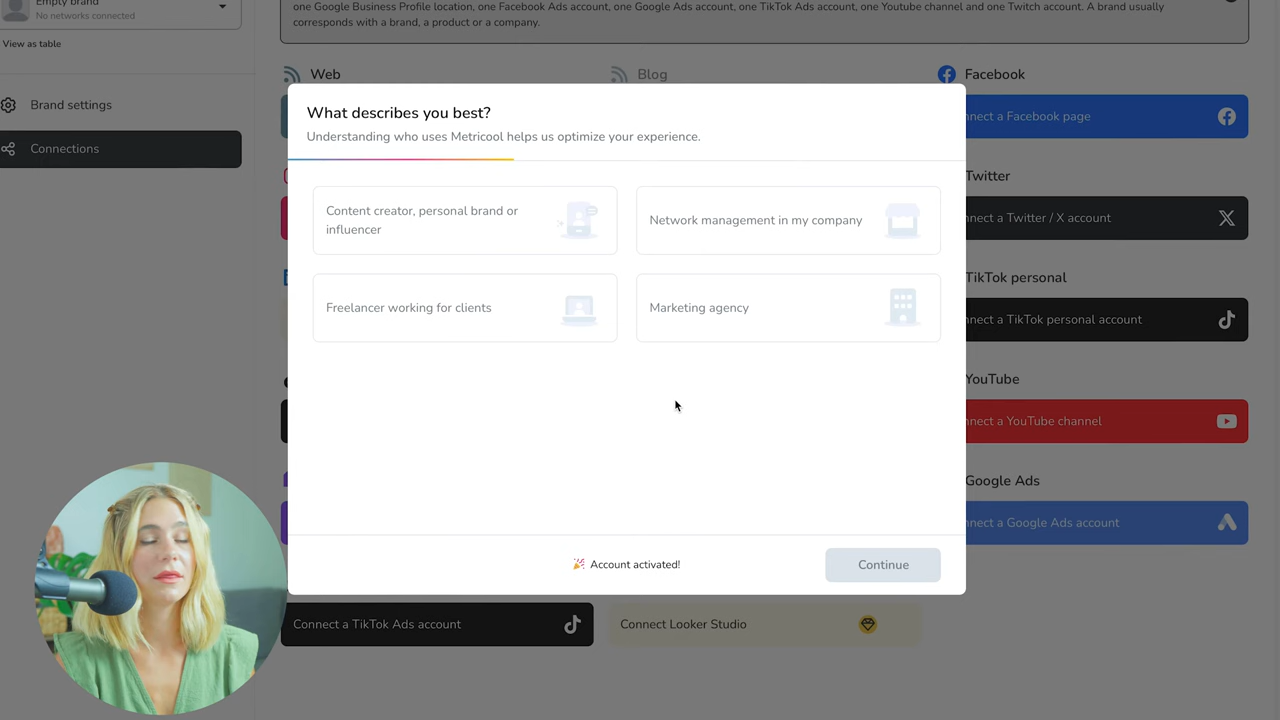 Empty brand
No networks connected
View as table
Brand settings
Connections
one Google Business Profile location, one Facebook Ads account, one Google Ads account, one TikTok Ads account, one Youtube channel and one Twitch account. A brand usually
corresponds with a brand, a product or a company.
Web
Blog
Facebook
nnect a Facebook page
Twitter
nnect a Twitter / X account
TikTok personal
nnect a TikTok personal account
YouTube
nnect a YouTube channel
Google Ads
nnect a Google Ads account
What describes you best?
Understanding who uses Metricool helps us optimize your experience.
Content creator, personal brand or
influencer
Network management in my company
Freelancer working for clients
Marketing agency
Account activated!
Continue
Connect a TikTok Ads account
Connect Looker Studio